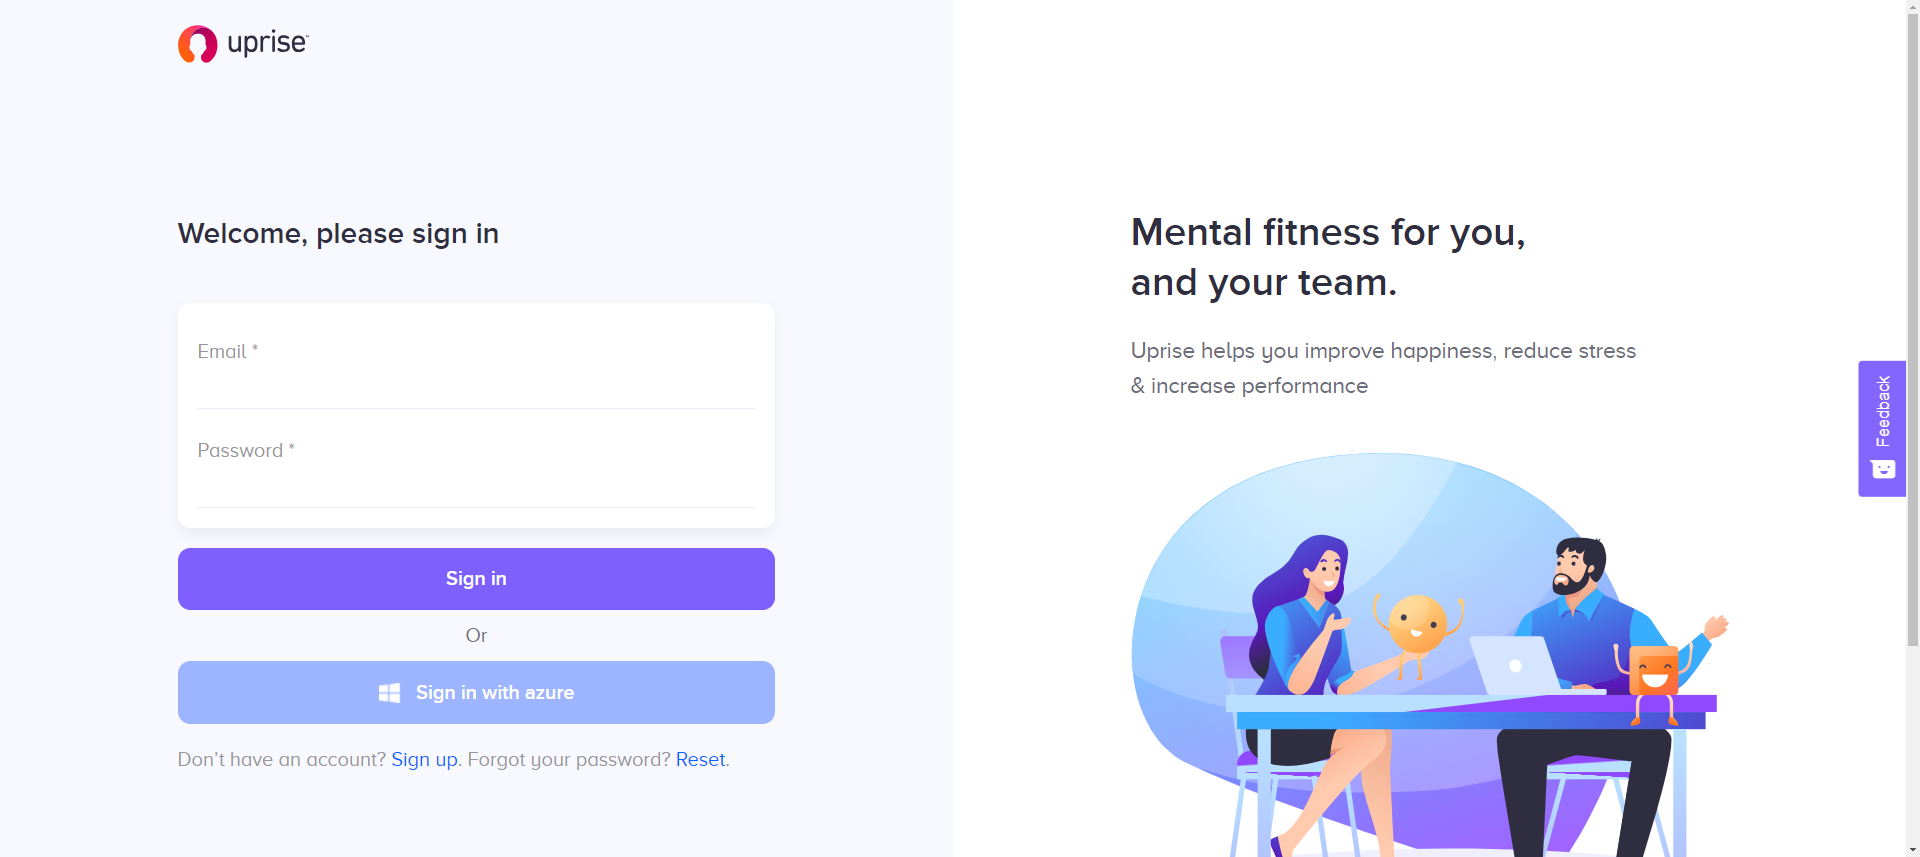 uprise™
Welcome, please sign in
Email *
Password *
Sign in
Or
Sign in with azure
Don't have an account? Sign up. Forgot your password? Reset.
Mental fitness for you,
and your team.
Uprise helps you improve happiness, reduce stress
& increase performance
Feedback